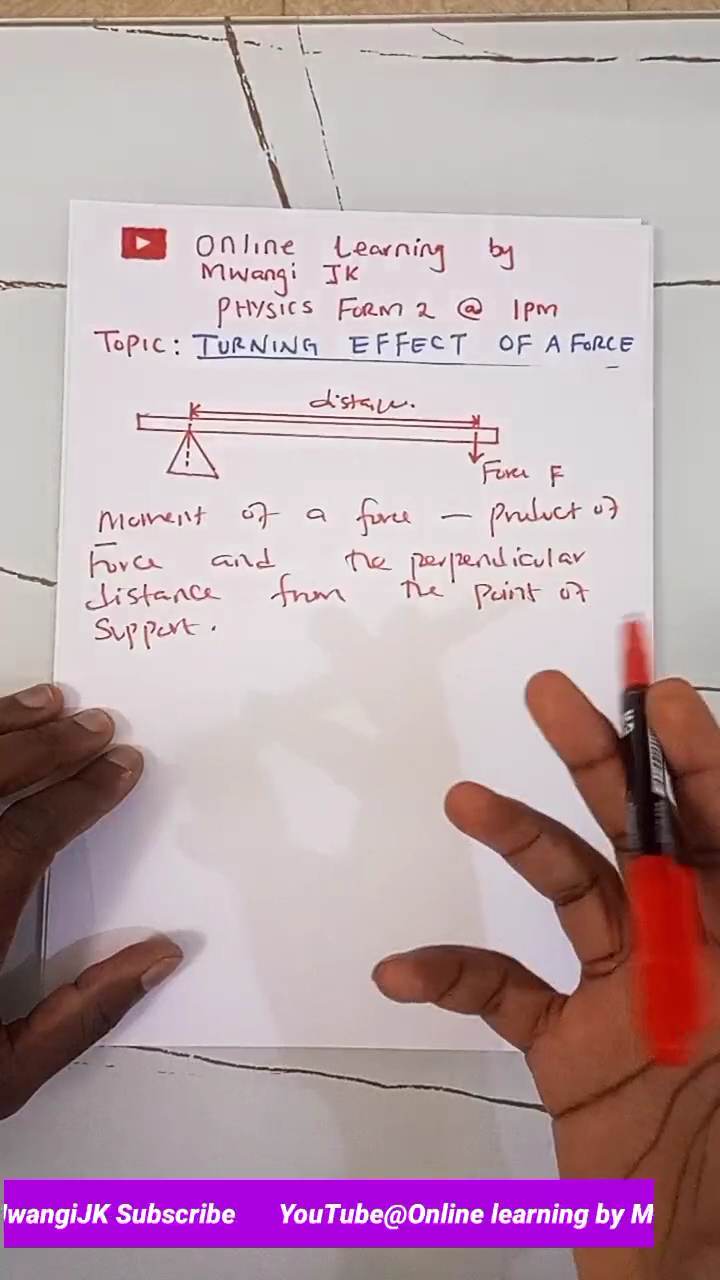 Online Learning by
Mwangi JK
PHYSICS FORM 2 @ 1PM
TOPIC: TURNING EFFECT OF A FORCE
distance.
Force F
Moment of a force — product of
Force and the perpendicular
distance from the point of
support.
MwangiJK Subscribe YouTube@Online learning by M